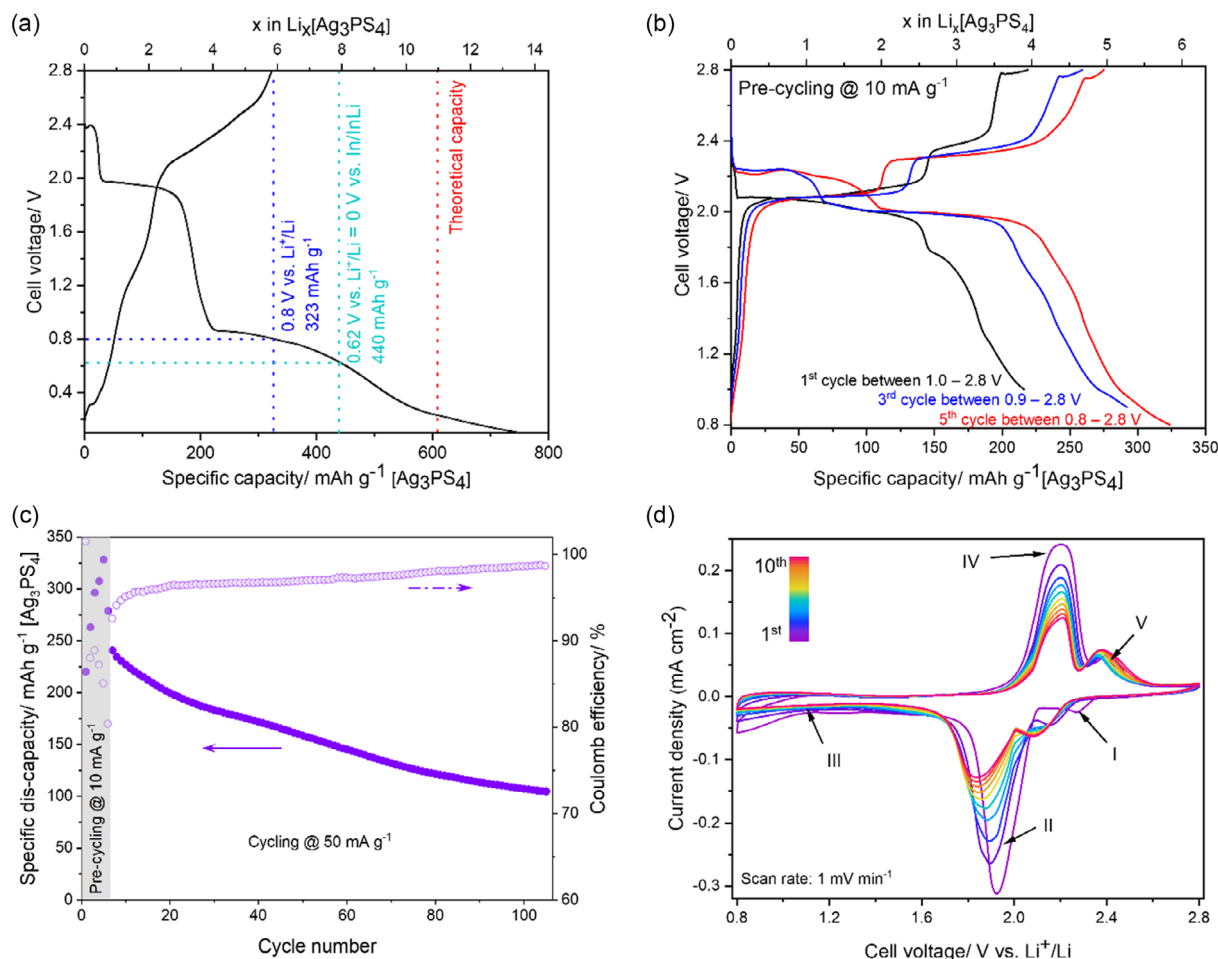 (a)
x in Liₓ[Ag₃PS₄]
0 2 4 6 8 10 12 14
2.8
2.4
2.0
1.6
1.2
0.8
0.4
Cell voltage/ V
0.8 V vs. Li⁺/Li
323 mAh g⁻¹
0.62 V vs. Li⁺/Li = 0 V vs. In/InLi
440 mAh g⁻¹
Theoretical capacity
0 200 400 600 800
Specific capacity/ mAh g⁻¹ [Ag₃PS₄]
(b)
x in Liₓ[Ag₃PS₄]
0 1 2 3 4 5 6
Pre-cycling @ 10 mA g⁻¹
2.8
2.4
2.0
1.6
1.2
0.8
Cell voltage/ V
1ˢᵗ cycle between 1.0 – 2.8 V
3ʳᵈ cycle between 0.9 – 2.8 V
5ᵗʰ cycle between 0.8 – 2.8 V
0 50 100 150 200 250 300 350
Specific capacity/ mAh g⁻¹[Ag₃PS₄]
(c)
350
300
250
200
150
100
50
0
Specific dis-capacity/ mAh g⁻¹ [Ag₃PS₄]
Pre-cycling @ 10 mA g⁻¹
Cycling @ 50 mA g⁻¹
100
90
80
70
60
Coulomb efficiency/ %
0 20 40 60 80 100
Cycle number
(d)
0.2
0.1
0.0
-0.1
-0.2
-0.3
Current density (mA cm⁻²)
10ᵗʰ
1ˢᵗ
IV
V
I
III
II
Scan rate: 1 mV min⁻¹
0.8 1.2 1.6 2.0 2.4 2.8
Cell voltage/ V vs. Li⁺/Li